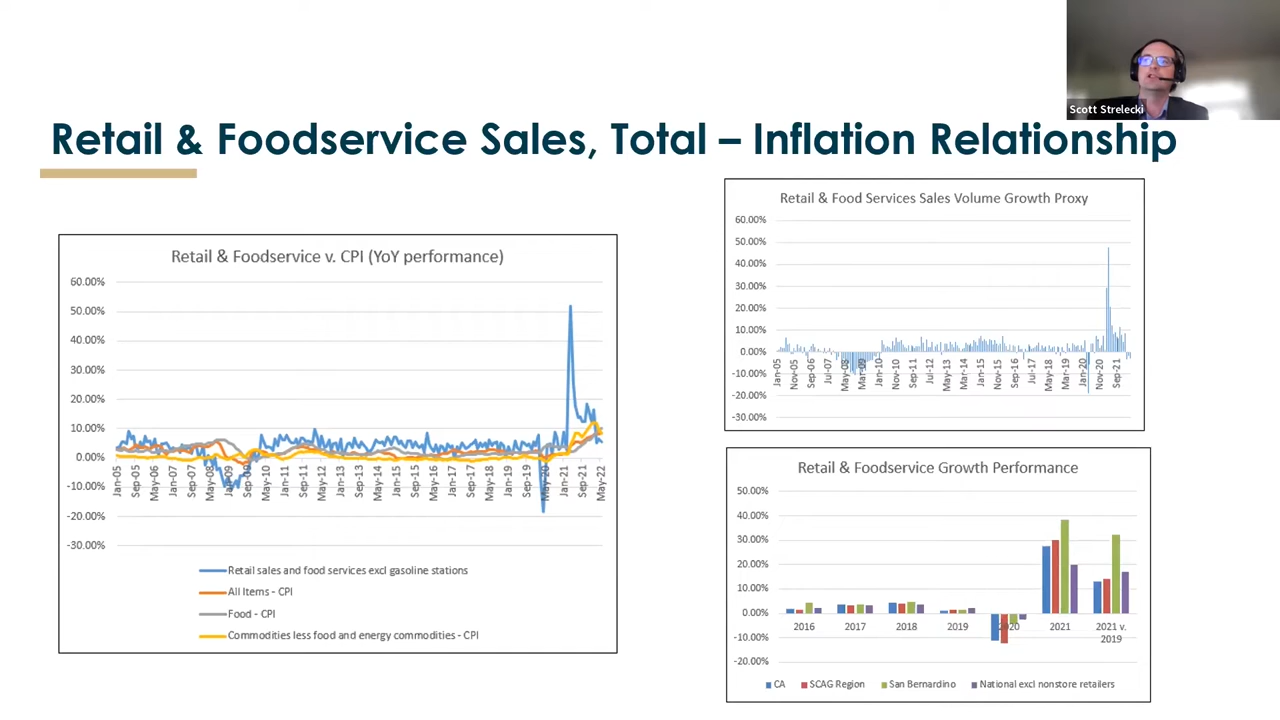 Scott Strelecki
Retail & Foodservice Sales, Total – Inflation Relationship
Retail & Foodservice v. CPI (YoY performance)
60.00%
50.00%
40.00%
30.00%
20.00%
10.00%
0.00%
-10.00%
-20.00%
-30.00%
Jan-05
Sep-05
May-06
Jan-07
Sep-07
May-08
Jan-09
Sep-09
May-10
Jan-11
Sep-11
May-12
Jan-13
Sep-13
May-14
Jan-15
Sep-15
May-16
Jan-17
Sep-17
May-18
Jan-19
Sep-19
May-20
Jan-21
Sep-21
May-22
Retail sales and food services excl gasoline stations
All Items - CPI
Food - CPI
Commodities less food and energy commodities - CPI
Retail & Food Services Sales Volume Growth Proxy
60.00%
50.00%
40.00%
30.00%
20.00%
10.00%
0.00%
-10.00%
-20.00%
-30.00%
Jan-05
Nov-05
Sep-06
Jul-07
May-08
Mar-09
Jan-10
Nov-10
Sep-11
Jul-12
May-13
Mar-14
Jan-15
Nov-15
Sep-16
Jul-17
May-18
Mar-19
Jan-20
Nov-20
Sep-21
Retail & Foodservice Growth Performance
50.00%
40.00%
30.00%
20.00%
10.00%
0.00%
-10.00%
-20.00%
2016 2017 2018 2019 2020 2021 2021 v.
2019
CA SCAG Region San Bernardino National excl nonstore retailers